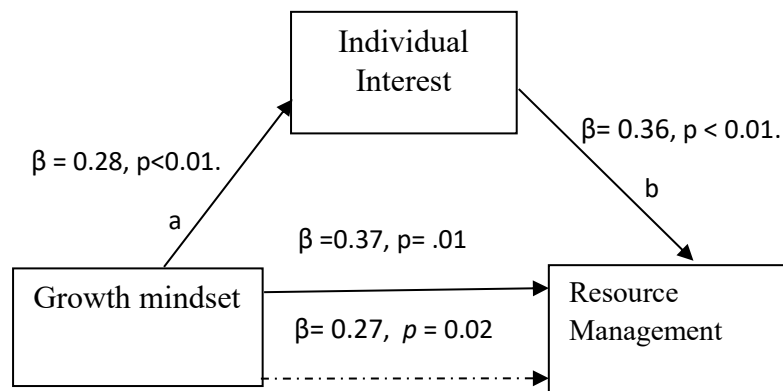 Individual
Interest
β = 0.28, p<0.01.
β= 0.36, p < 0.01.
a
b
β =0.37, p= .01
Growth mindset
Resource
Management
β= 0.27, p = 0.02